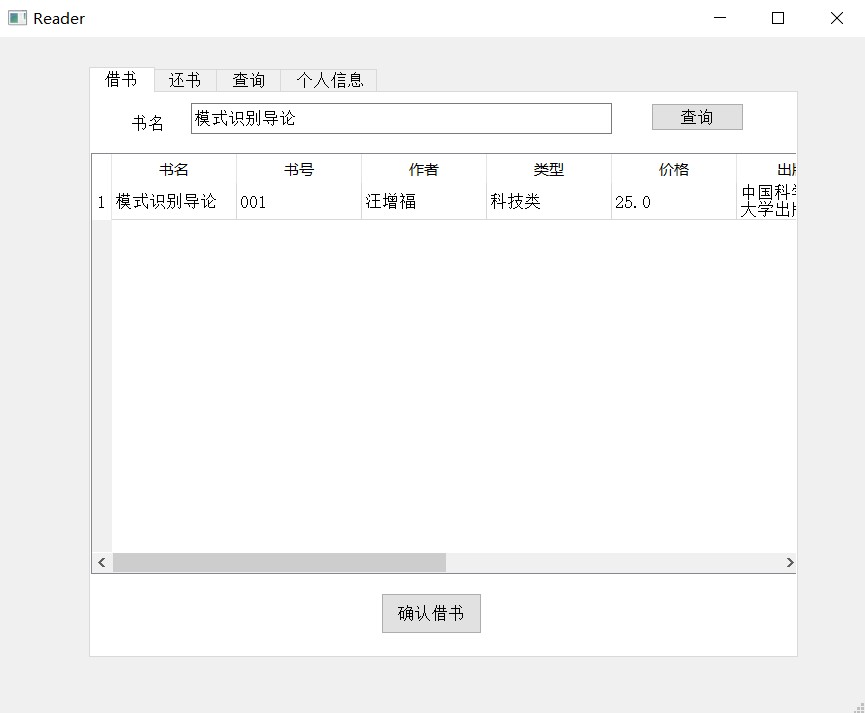 Reader
借书 还书 查询 个人信息
书名 模式识别导论 查询
书名 书号 作者 类型 价格 出
1 模式识别导论 001 汪增福 科技类 25.0 中国科
大学出
确认借书